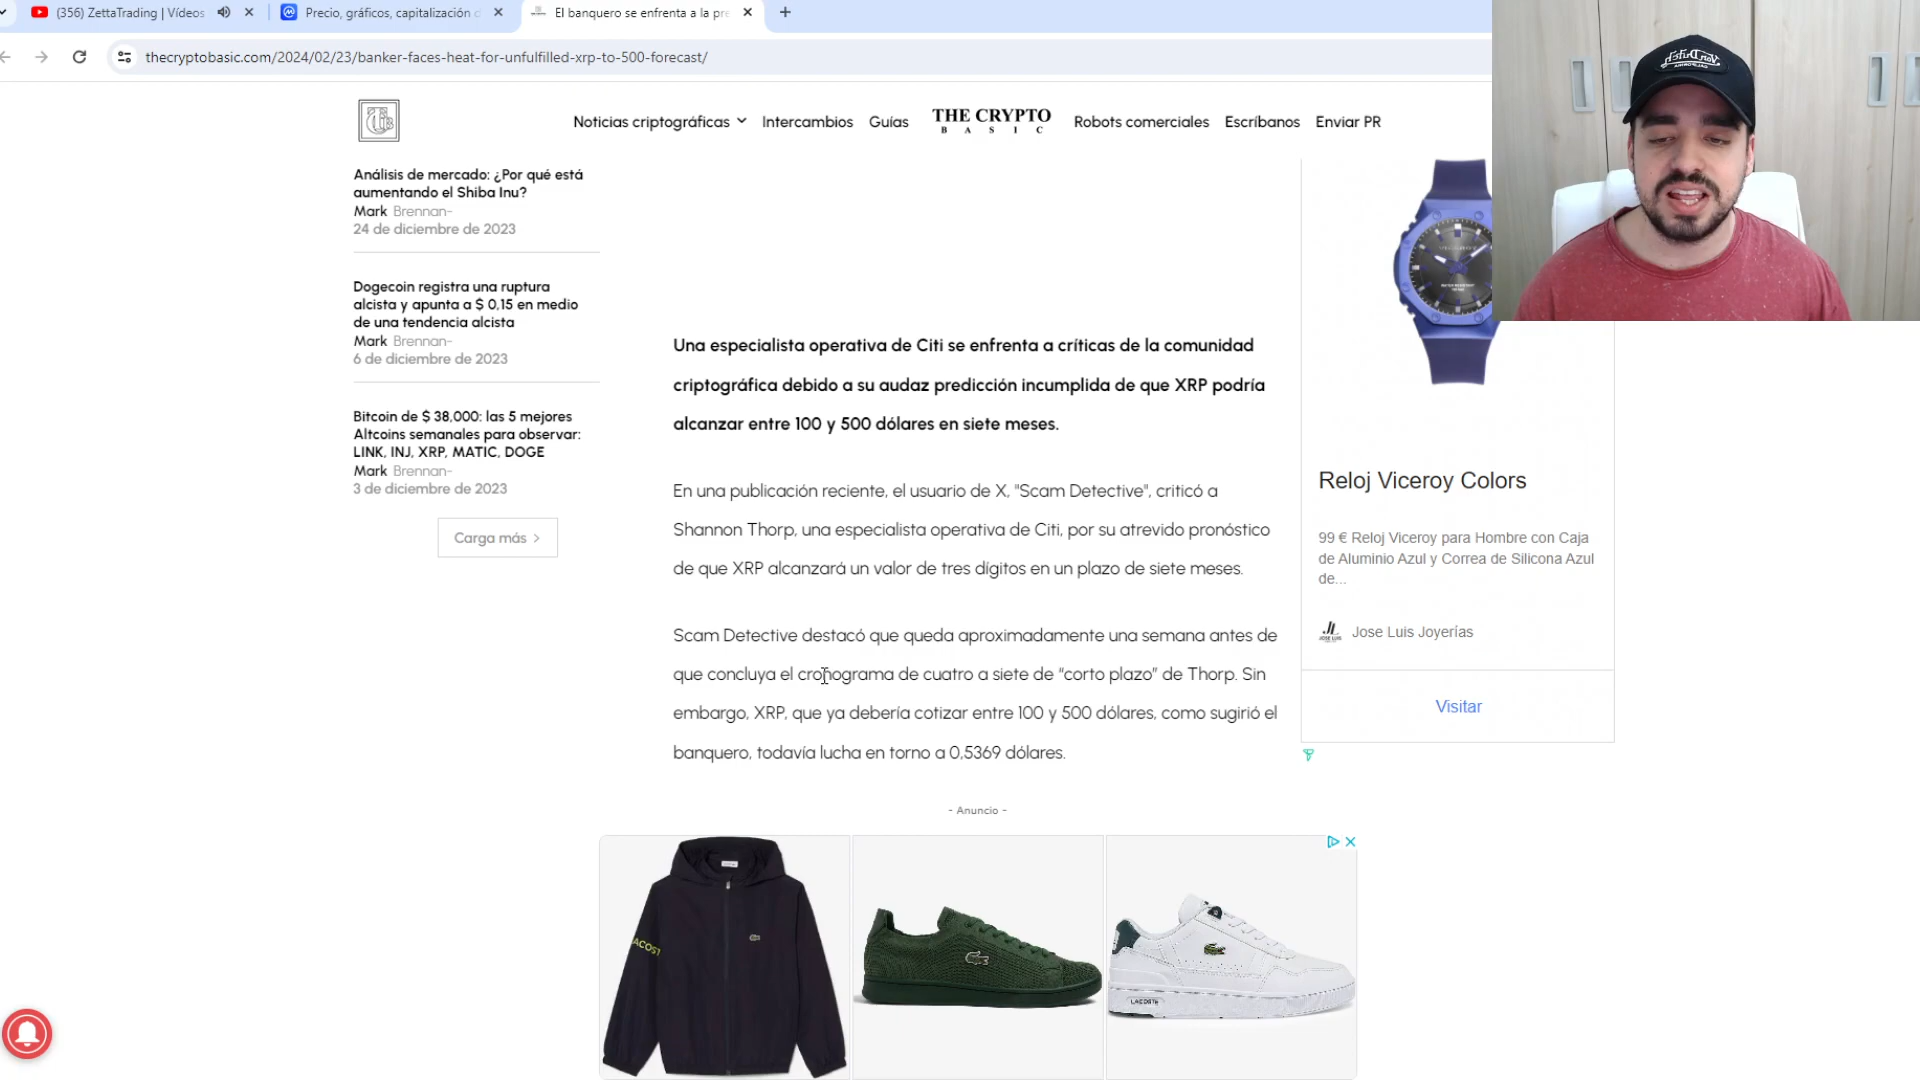 (356) ZettaTrading | Vídeos
Precio, gráficos, capitalización d
El banquero se enfrenta a la pre
thecryptobasic.com/2024/02/23/banker-faces-heat-for-unfulfilled-xrp-to-500-forecast/
Noticias criptográficas
Intercambios
Guías
THE CRYPTO
BASIC
Robots comerciales
Escríbanos
Enviar PR
Análisis de mercado: ¿Por qué está
aumentando el Shiba Inu?
Mark Brennan-
24 de diciembre de 2023
Dogecoin registra una ruptura
alcista y apunta a $ 0,15 en medio
de una tendencia alcista
Mark Brennan-
6 de diciembre de 2023
Bitcoin de $ 38,000: las 5 mejores
Altcoins semanales para observar:
LINK, INJ, XRP, MATIC, DOGE
Mark Brennan-
3 de diciembre de 2023
Carga más >
Una especialista operativa de Citi se enfrenta a críticas de la comunidad
criptográfica debido a su audaz predicción incumplida de que XRP podría
alcanzar entre 100 y 500 dólares en siete meses.
En una publicación reciente, el usuario de X, "Scam Detective", criticó a
Shannon Thorp, una especialista operativa de Citi, por su atrevido pronóstico
de que XRP alcanzará un valor de tres dígitos en un plazo de siete meses.
Scam Detective destacó que queda aproximadamente una semana antes de
que concluya el cronograma de cuatro a siete de “corto plazo” de Thorp. Sin
embargo, XRP, que ya debería cotizar entre 100 y 500 dólares, como sugirió el
banquero, todavía lucha en torno a 0,5369 dólares.
- Anuncio -
LACOST
LACOSTE
Reloj Viceroy Colors
99 € Reloj Viceroy para Hombre con Caja
de Aluminio Azul y Correa de Silicona Azul
de...
Jose Luis Joyerías
Visitar
Von Dutch